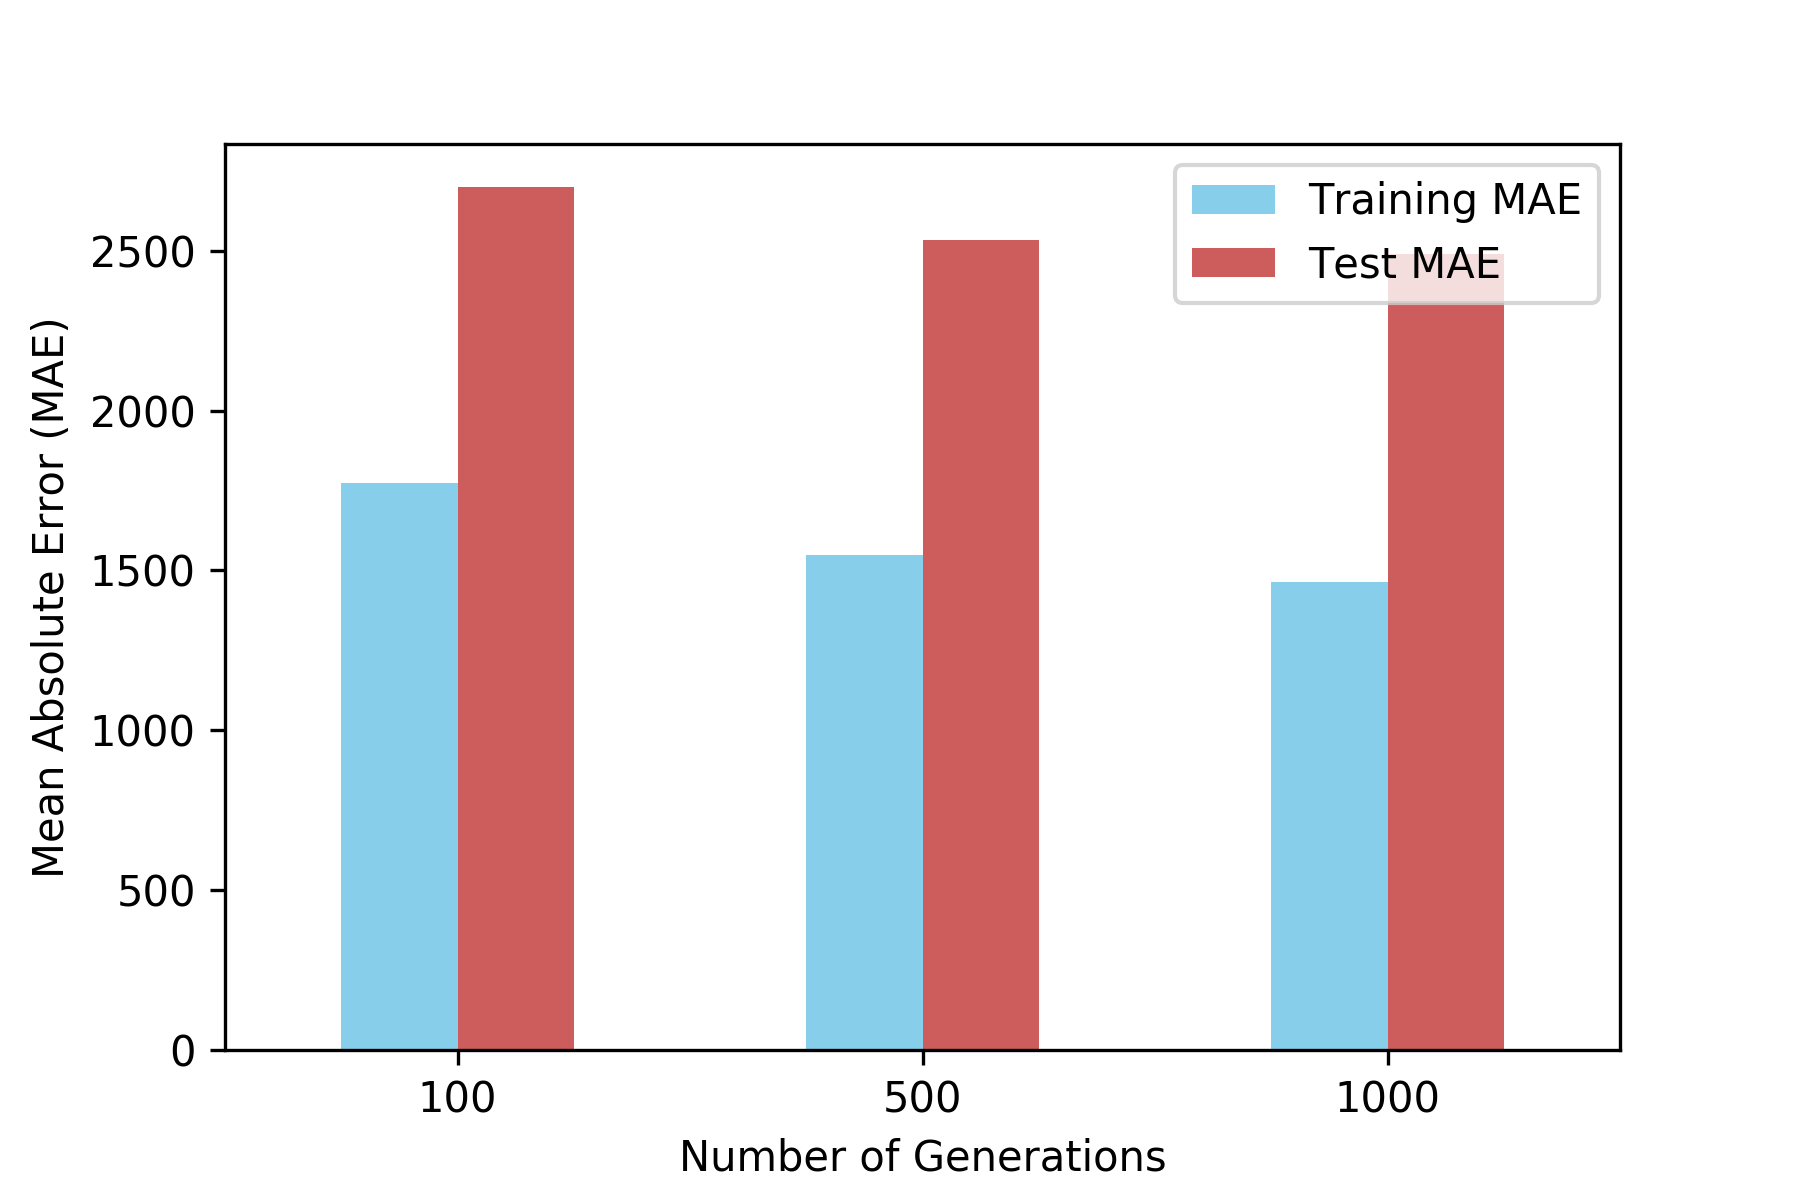 Training MAE
Test MAE
2500
2000
1500
1000
500
0
Mean Absolute Error (MAE)
100 500 1000
Number of Generations